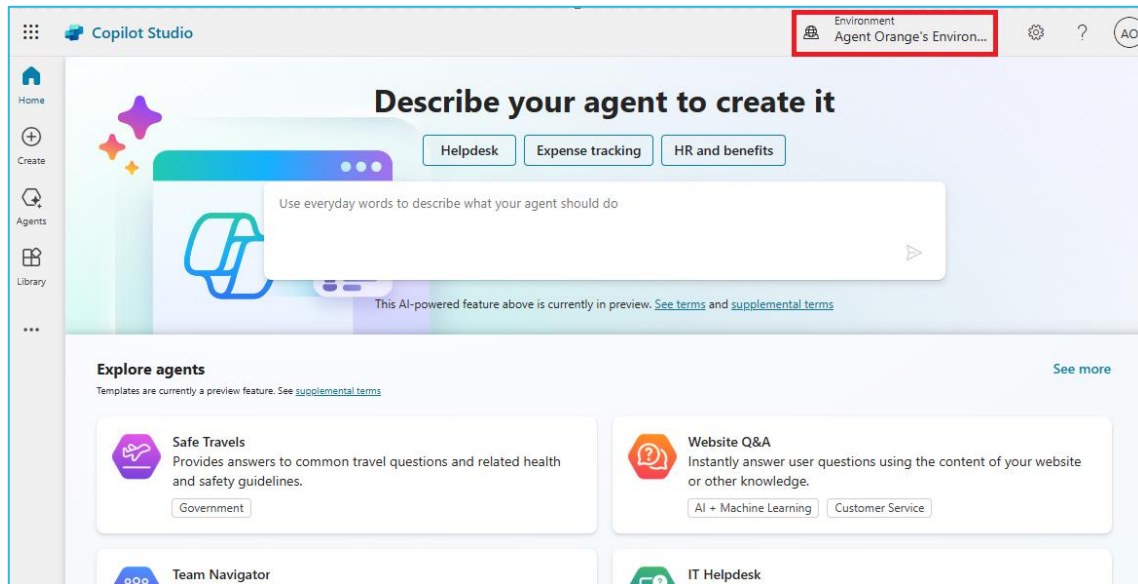 Copilot Studio
Environment
Agent Orange's Environ...
?
AO
Home
Create
Agents
Library
Describe your agent to create it
Helpdesk
Expense tracking
HR and benefits
Use everyday words to describe what your agent should do
This AI-powered feature above is currently in preview. See terms and supplemental terms
Explore agents
See more
Templates are currently a preview feature. See supplemental terms
Safe Travels
Provides answers to common travel questions and related health
and safety guidelines.
Government
Website Q&A
Instantly answer user questions using the content of your website
or other knowledge.
AI + Machine Learning
Customer Service
Team Navigator
IT Helpdesk